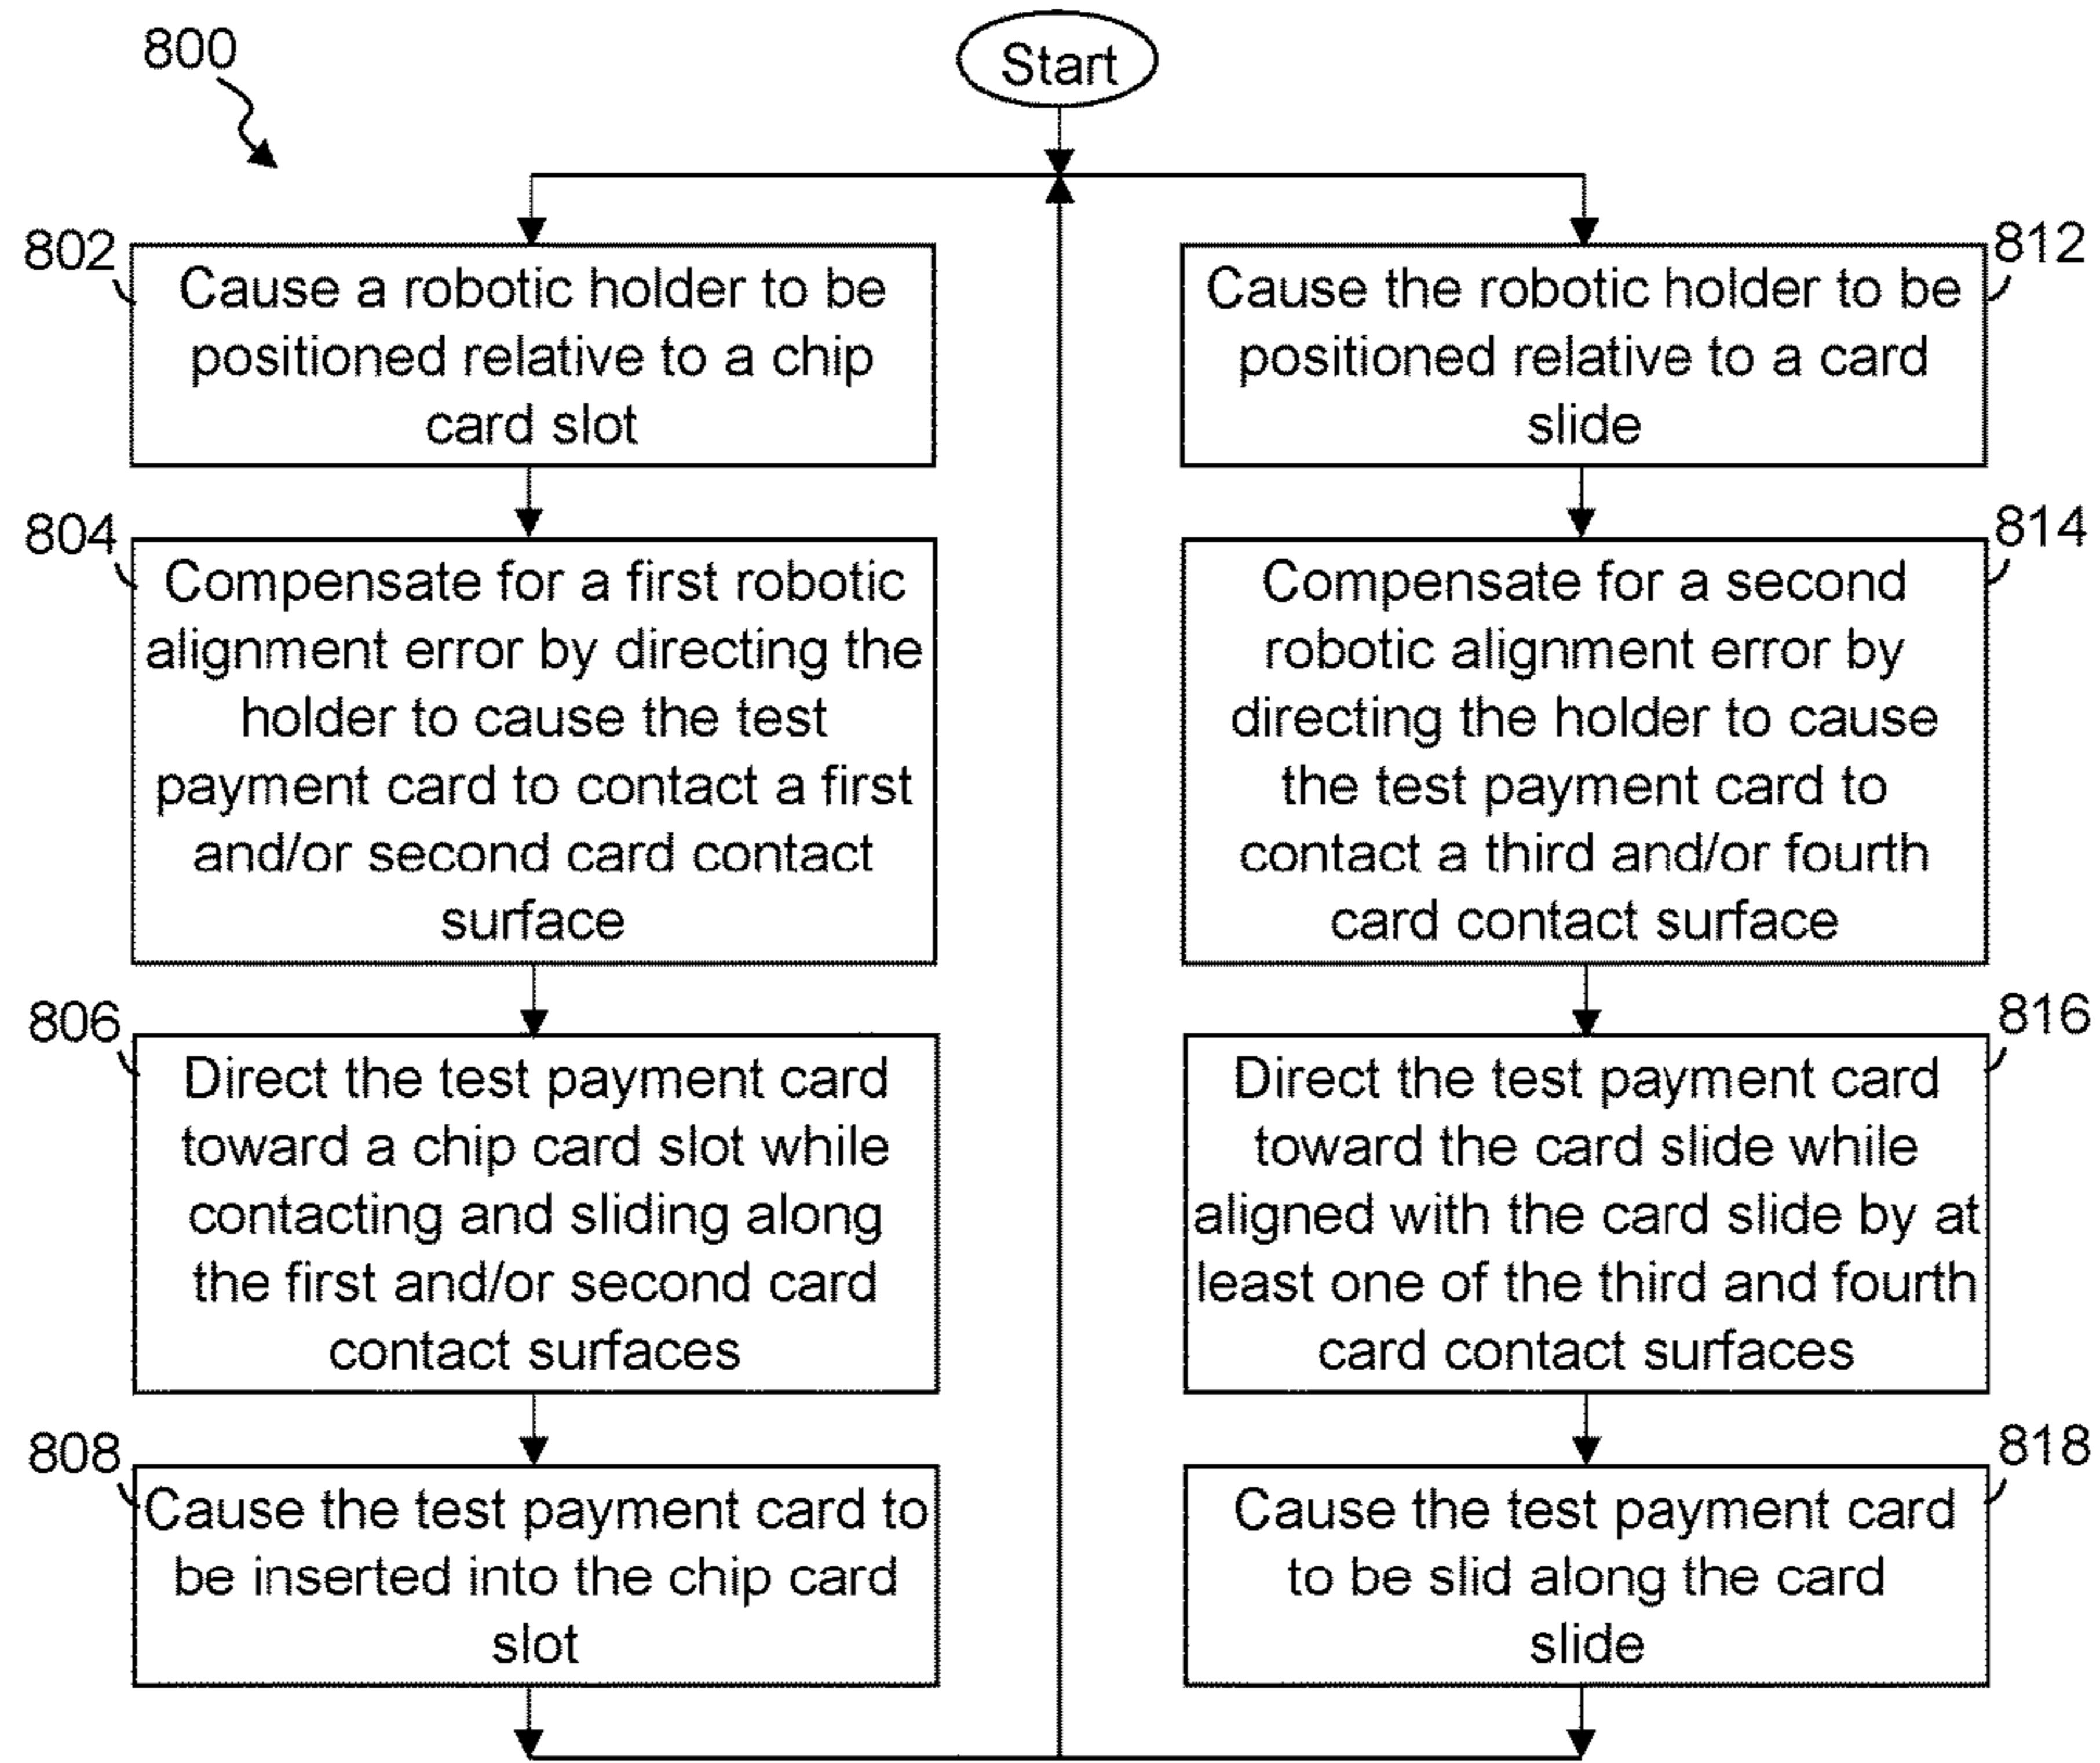 800
Start
802
Cause a robotic holder to be
positioned relative to a chip
card slot
804
Compensate for a first robotic
alignment error by directing the
holder to cause the test
payment card to contact a first
and/or second card contact
surface
806
Direct the test payment card
toward a chip card slot while
contacting and sliding along
the first and/or second card
contact surfaces
808
Cause the test payment card to
be inserted into the chip card
slot
812
Cause the robotic holder to be
positioned relative to a card
slide
814
Compensate for a second
robotic alignment error by
directing the holder to cause
the test payment card to
contact a third and/or fourth
card contact surface
816
Direct the test payment card
toward the card slide while
aligned with the card slide by at
least one of the third and fourth
card contact surfaces
818
Cause the test payment card
to be slid along the card
slide